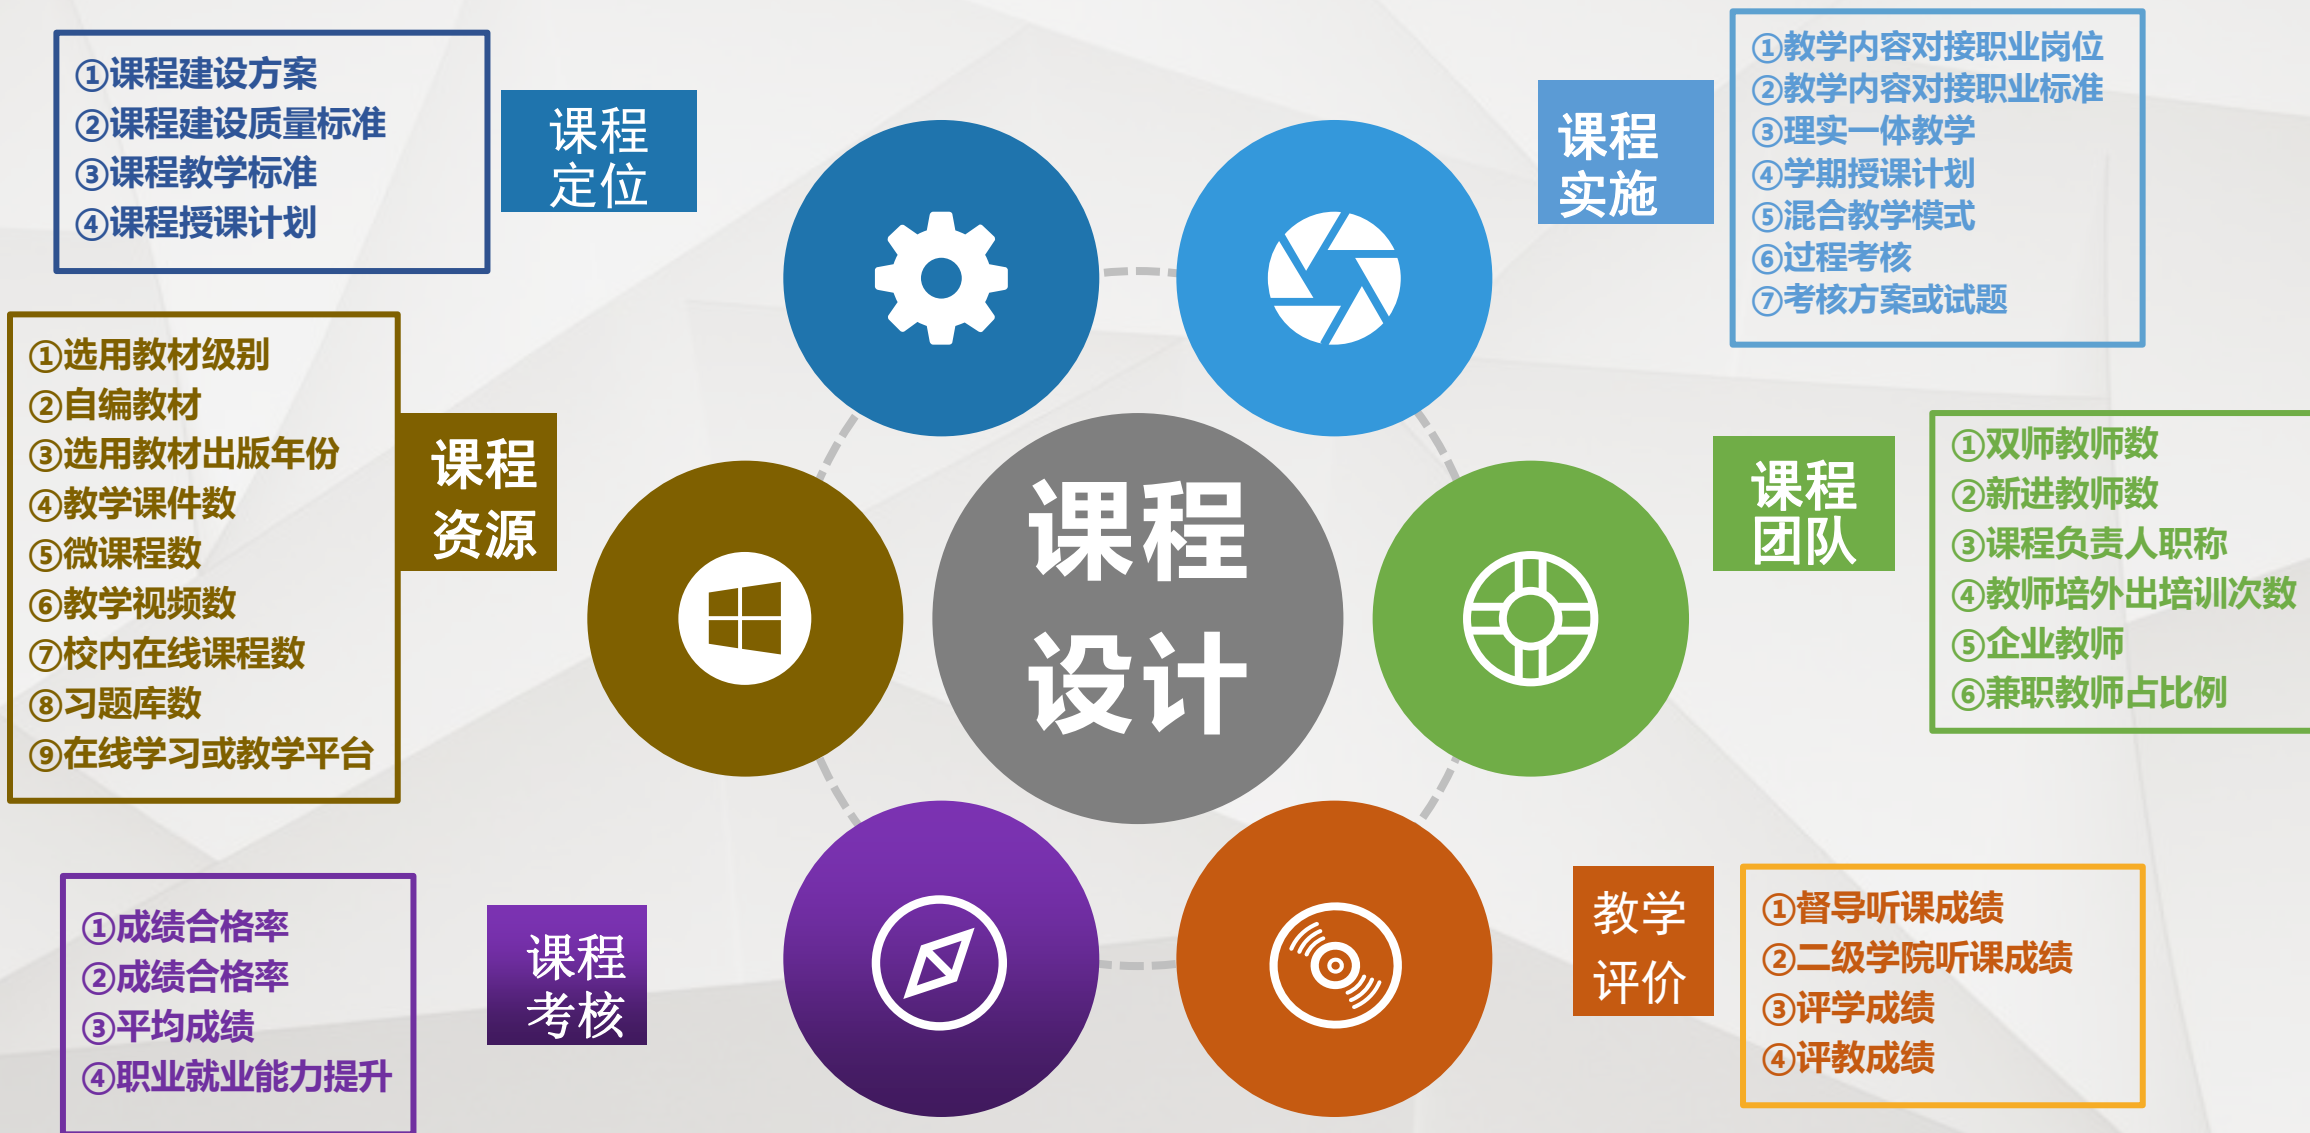 ①课程建设方案
②课程建设质量标准
③课程教学标准
④课程授课计划
课程
定位
课程
实施
①教学内容对接职业岗位
②教学内容对接职业标准
③理实一体教学
④学期授课计划
⑤混合教学模式
⑥过程考核
⑦考核方案或试题
①选用教材级别
②自编教材
③选用教材出版年份
④教学课件数
⑤微课程数
⑥教学视频数
⑦校内在线课程数
⑧习题库数
⑨在线学习或教学平台
课程
资源
课程
设计
课程
团队
①双师教师数
②新进教师数
③课程负责人职称
④教师培外出培训次数
⑤企业教师
⑥兼职教师占比例
①成绩合格率
②成绩合格率
③平均成绩
④职业就业能力提升
课程
考核
教学
评价
①督导听课成绩
②二级学院听课成绩
③评学成绩
④评教成绩